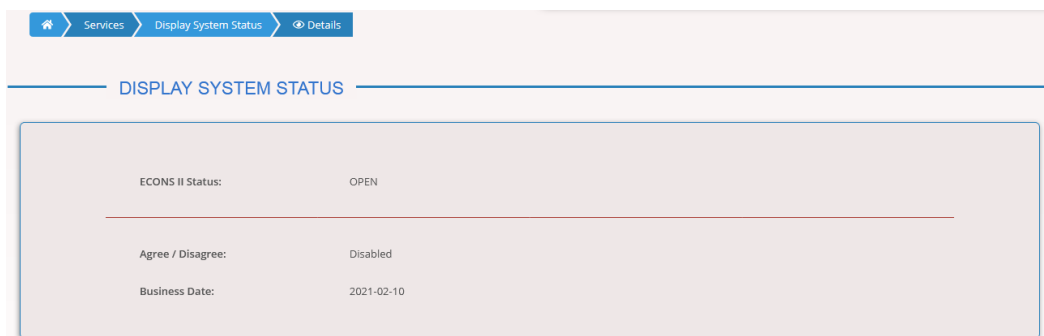 Services Display System Status Details
DISPLAY SYSTEM STATUS
ECONS II Status: OPEN
Agree / Disagree: Disabled
Business Date: 2021-02-10